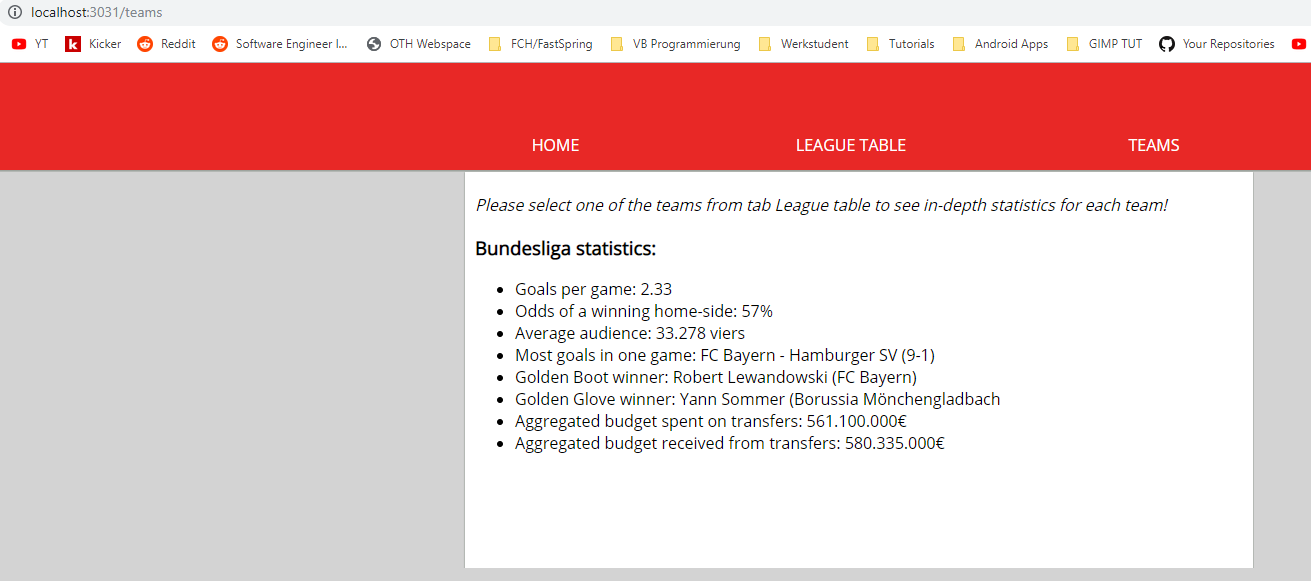 localhost:3031/teams
YT Kicker Reddit Software Engineer I... OTH Webspace FCH/FastSpring VB Programmierung Werkstudent Tutorials Android Apps GIMP TUT Your Repositories
HOME LEAGUE TABLE TEAMS
Please select one of the teams from tab League table to see in-depth statistics for each team!
Bundesliga statistics:
• Goals per game: 2.33
• Odds of a winning home-side: 57%
• Average audience: 33.278 viers
• Most goals in one game: FC Bayern - Hamburger SV (9-1)
• Golden Boot winner: Robert Lewandowski (FC Bayern)
• Golden Glove winner: Yann Sommer (Borussia Mönchengladbach
• Aggregated budget spent on transfers: 561.100.000€
• Aggregated budget received from transfers: 580.335.000€